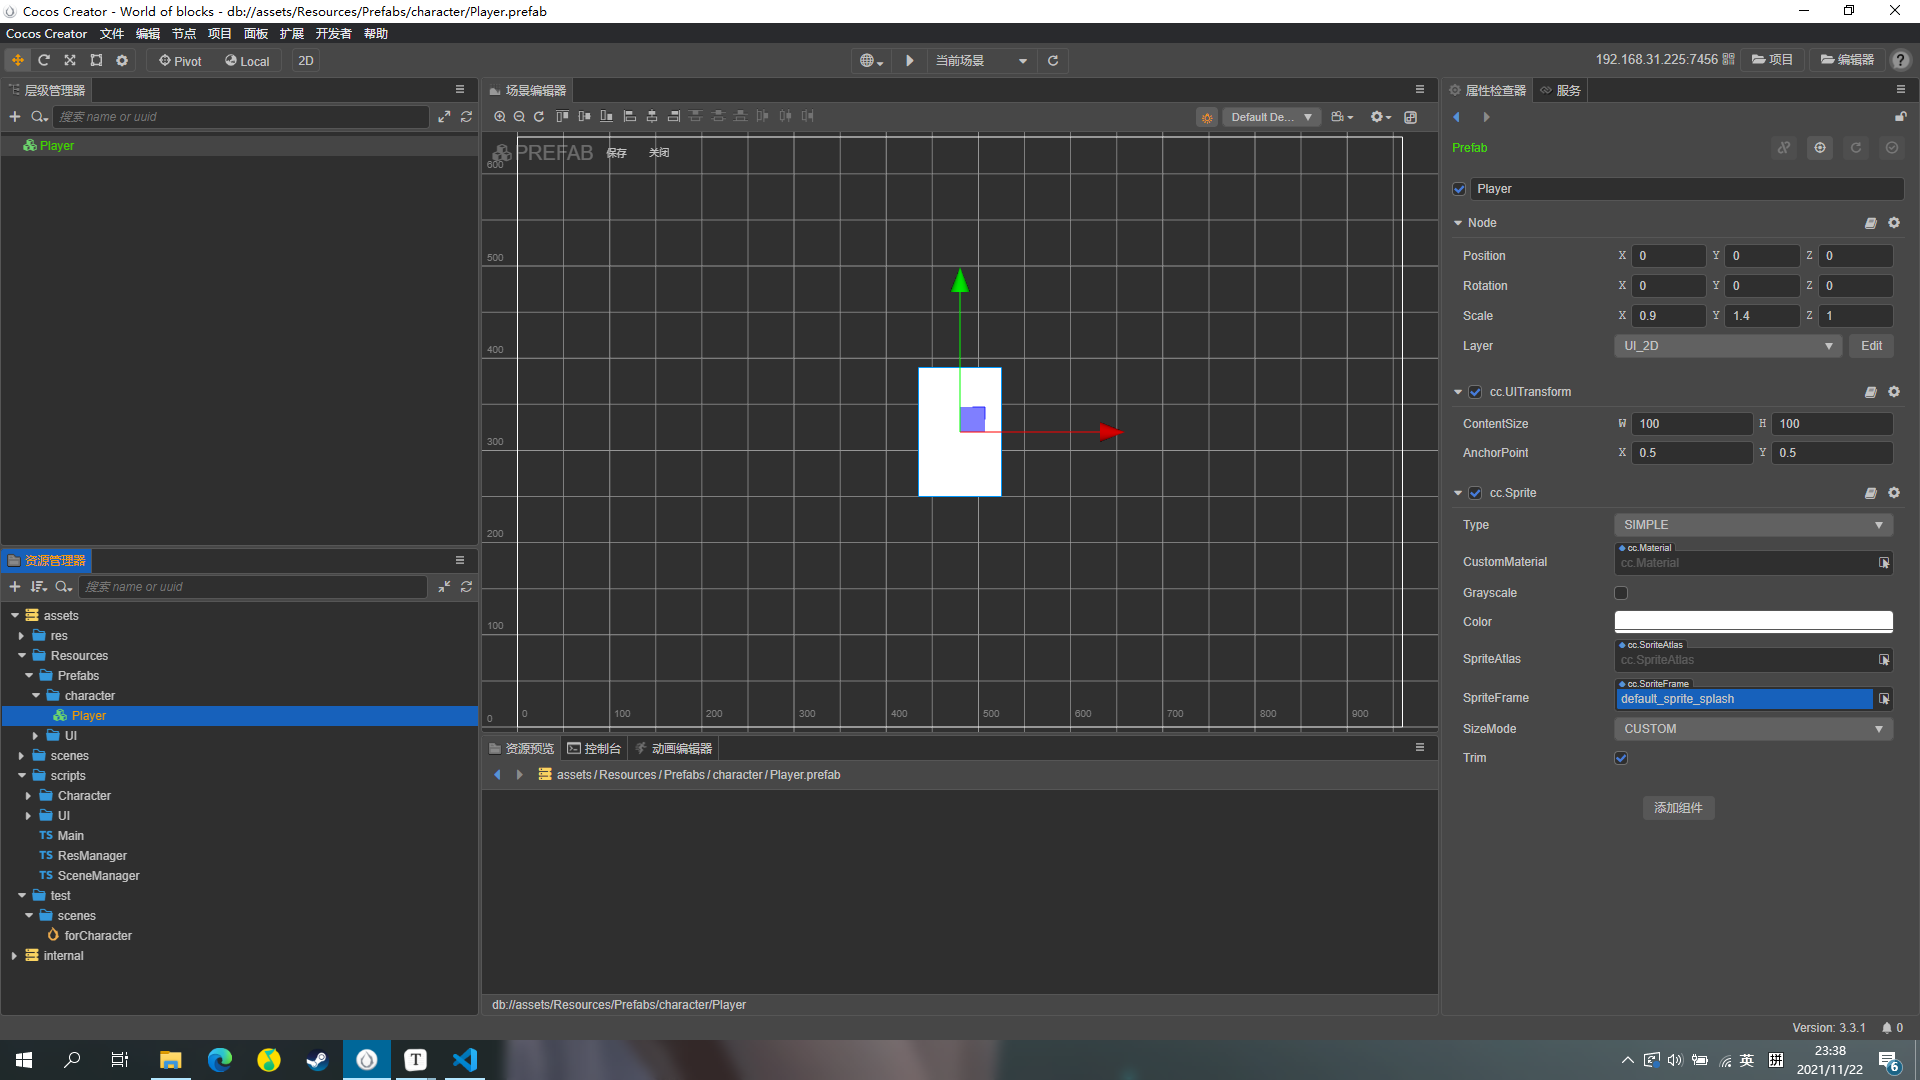 Cocos Creator - World of blocks - db://assets/Resources/Prefabs/character/Player.prefab
Cocos Creator 文件 编辑 节点 项目 面板 扩展 开发者 帮助
Pivot Local 2D 当前场景 192.168.31.225:7456 项目 编辑器 ?
层级管理器
搜索 name or uuid
Player
场景编辑器
Default De...
PREFAB 保存 关闭
600
500
400
300
200
100
0
0 100 200 300 400 500 600 700 800 900
资源管理器
搜索 name or uuid
assets
res
Resources
Prefabs
character
Player
UI
scenes
scripts
Character
UI
TS Main
TS ResManager
TS SceneManager
test
scenes
forCharacter
internal
资源预览 控制台 动画编辑器
assets / Resources / Prefabs / character / Player.prefab
db://assets/Resources/Prefabs/character/Player
属性检查器 服务
Prefab
Player
Node
Position X 0 Y 0 Z 0
Rotation X 0 Y 0 Z 0
Scale X 0.9 Y 1.4 Z 1
Layer UI_2D Edit
cc.UITransform
ContentSize W 100 H 100
AnchorPoint X 0.5 Y 0.5
cc.Sprite
Type SIMPLE
cc.Material
CustomMaterial cc.Material
Grayscale
Color
cc.SpriteAtlas
SpriteAtlas cc.SpriteAtlas
cc.SpriteFrame
SpriteFrame default_sprite_splash
SizeMode CUSTOM
Trim
添加组件
Version: 3.3.1 0
T 英 拼
23:38
2021/11/22
6